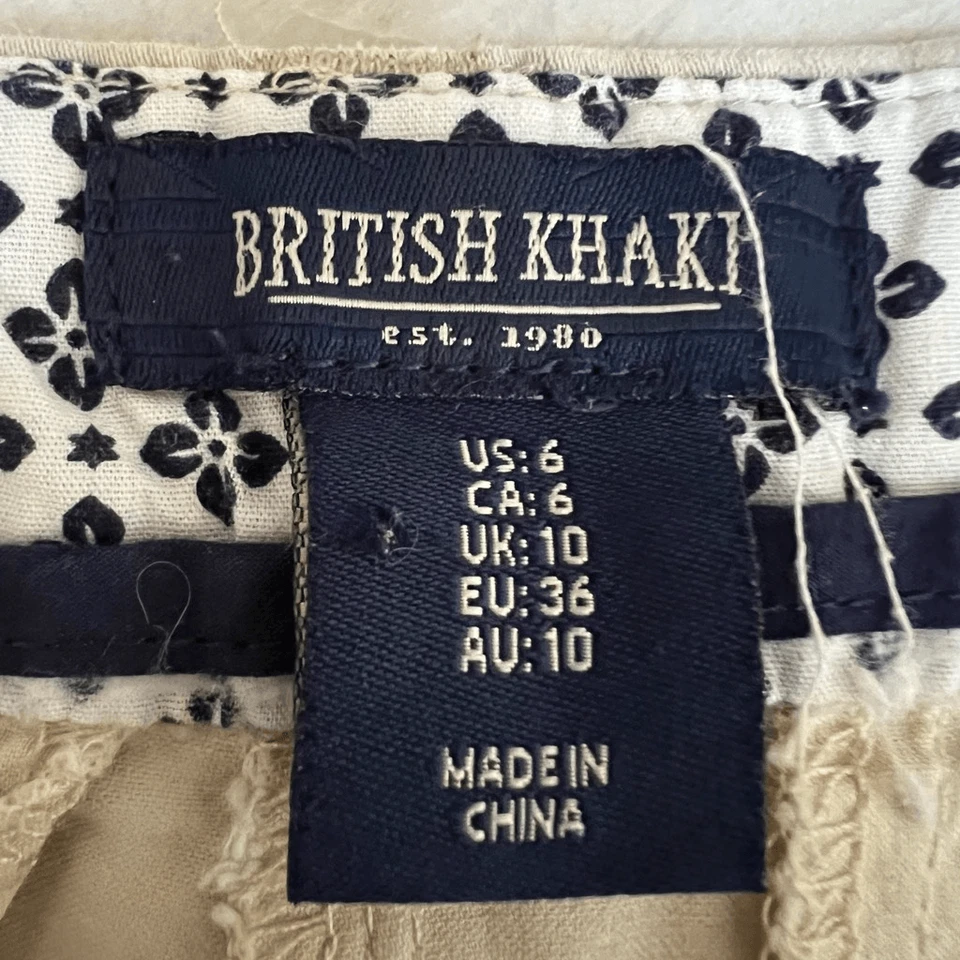 BRITISH KHAKI
est. 1980
US: 6
CA: 6
UK: 10
EU: 36
AU: 10
MADE IN
CHINA